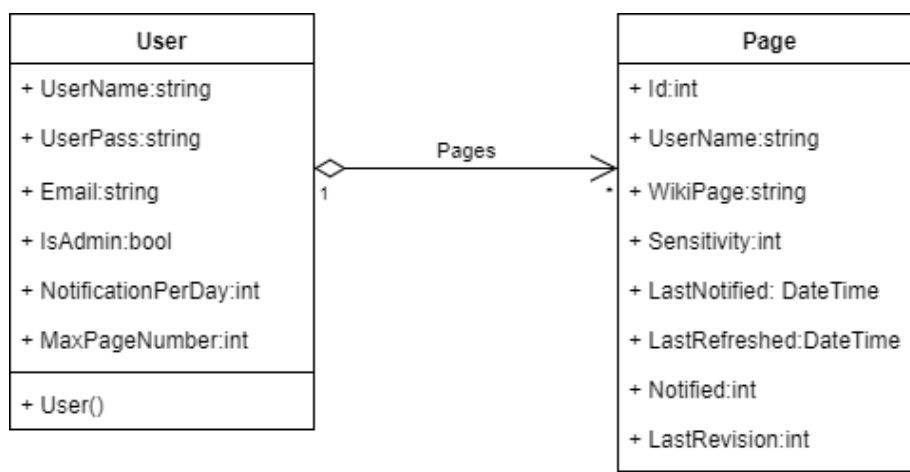 User
+ UserName:string
+ UserPass:string
+ Email:string
+ IsAdmin:bool
+ NotificationPerDay:int
+ MaxPageNumber:int
+ User()
Pages
1
*
Page
+ Id:int
+ UserName:string
+ WikiPage:string
+ Sensitivity:int
+ LastNotified: DateTime
+ LastRefreshed:DateTime
+ Notified:int
+ LastRevision:int